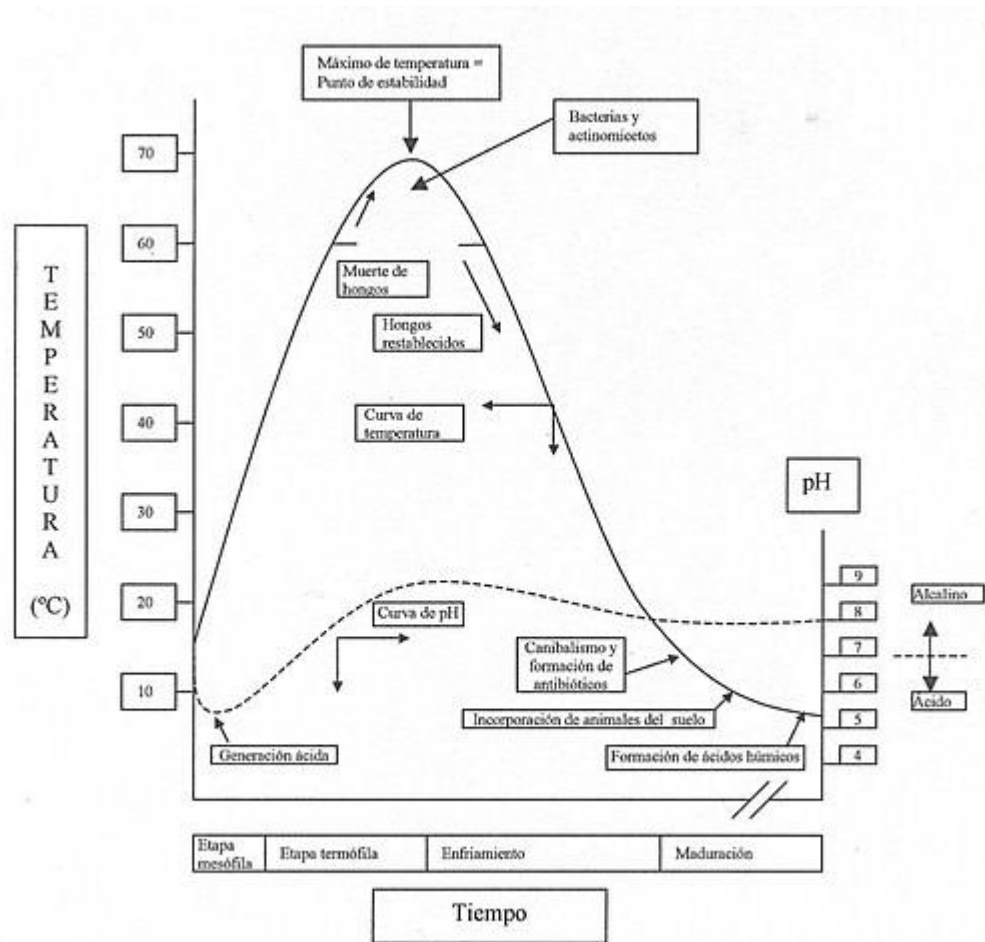 Máximo de temperatura =
Punto de estabilidad
Bacterias y
actinomicetos
70
60
50
40
30
20
10
TEMPERATURA
(°C)
Muerte de
hongos
Hongos
restablecidos
Curva de
temperatura
pH
9
8
7
6
5
4
Alcalino
Acido
Curva de pH
Canibalismo y
formación de
antibióticos
Incorporación de animales del suelo
Generación ácida
Formación de ácidos húmicos
Etapa
mesófila
Etapa termófila
Enfriamiento
Maduración
Tiempo